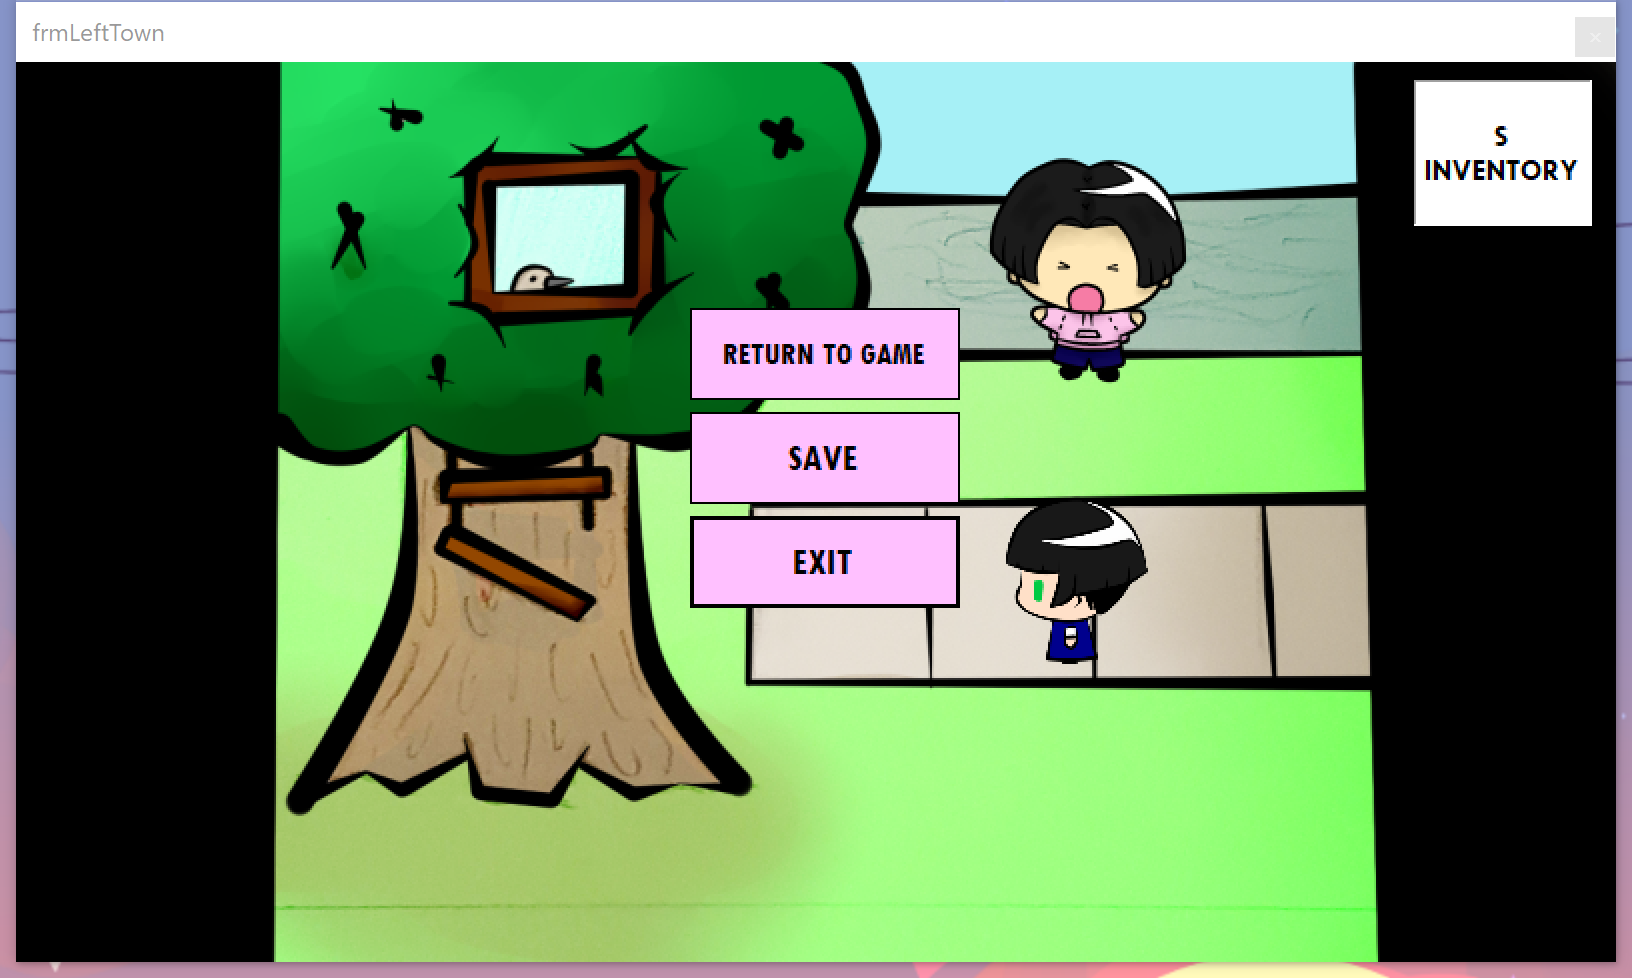 frmLeftTown
S
INVENTORY
RETURN TO GAME
SAVE
EXIT